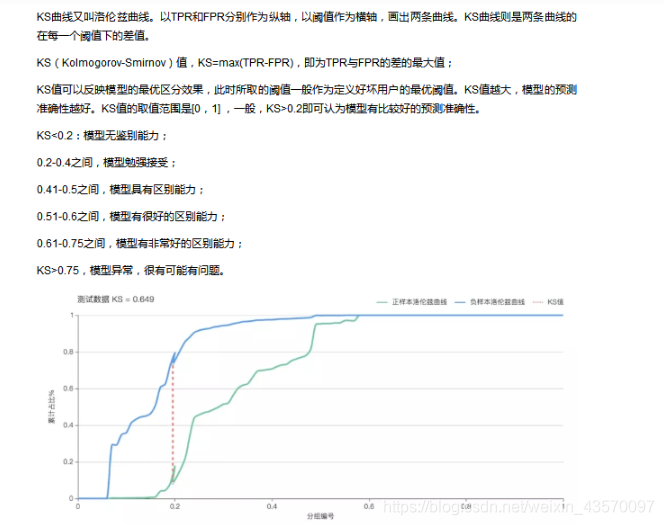 KS曲线又叫洛伦兹曲线。以TPR和FPR分别作为纵轴，以阈值作为横轴，画出两条曲线。KS曲线则是两条曲线的
在每一个阈值下的差值。
KS（Kolmogorov-Smirnov）值，KS=max(TPR-FPR)，即为TPR与FPR的差的最大值；
KS值可以反映模型的最优区分效果，此时所取的阈值一般作为定义好坏用户的最优阈值。KS值越大，模型的预测
准确性越好。KS值的取值范围是[0，1]，一般，KS>0.2即可认为模型有比较好的预测准确性。
KS<0.2：模型无鉴别能力；
0.2-0.4之间，模型勉强接受；
0.41-0.5之间，模型具有区别能力；
0.51-0.6之间，模型有很好的区别能力；
0.61-0.75之间，模型有非常好的区别能力；
KS>0.75，模型异常，很有可能有问题。
测试数据 KS = 0.649
正样本洛伦兹曲线 负样本洛伦兹曲线 KS值
累计占比%
1
0.8
0.6
0.4
0.2
0
0 0.2 0.4 0.6 0.8 1
分组编号
https://blog.csdn.net/weixin_43570097